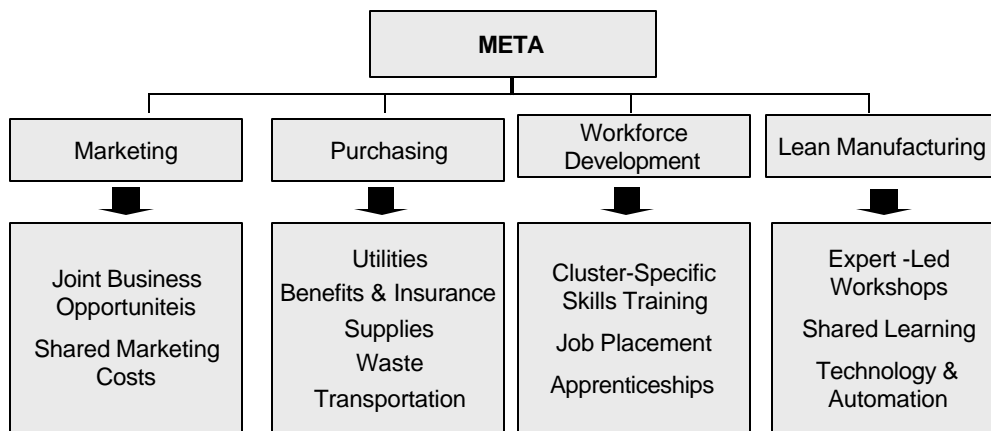 META
Marketing
Purchasing
Workforce
Development
Lean Manufacturing
Joint Business
Opportuniteis
Shared Marketing
Costs
Utilities
Benefits & Insurance
Supplies
Waste
Transportation
Cluster-Specific
Skills Training
Job Placement
Apprenticeships
Expert -Led
Workshops
Shared Learning
Technology &
Automation